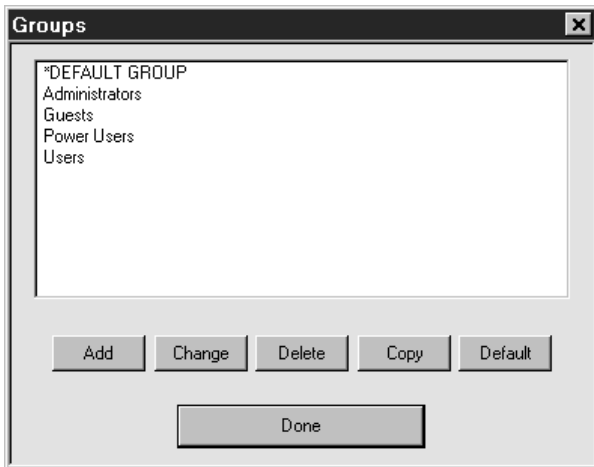 Groups
*DEFAULT GROUP
Administrators
Guests
Power Users
Users
Add Change Delete Copy Default
Done